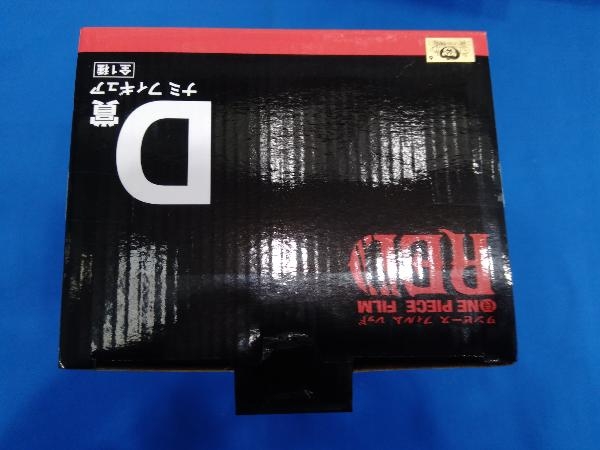 ワンピース フィルム レッド
ONE PIECE FILM
RED
D賞
ナミフィギュア
全1種